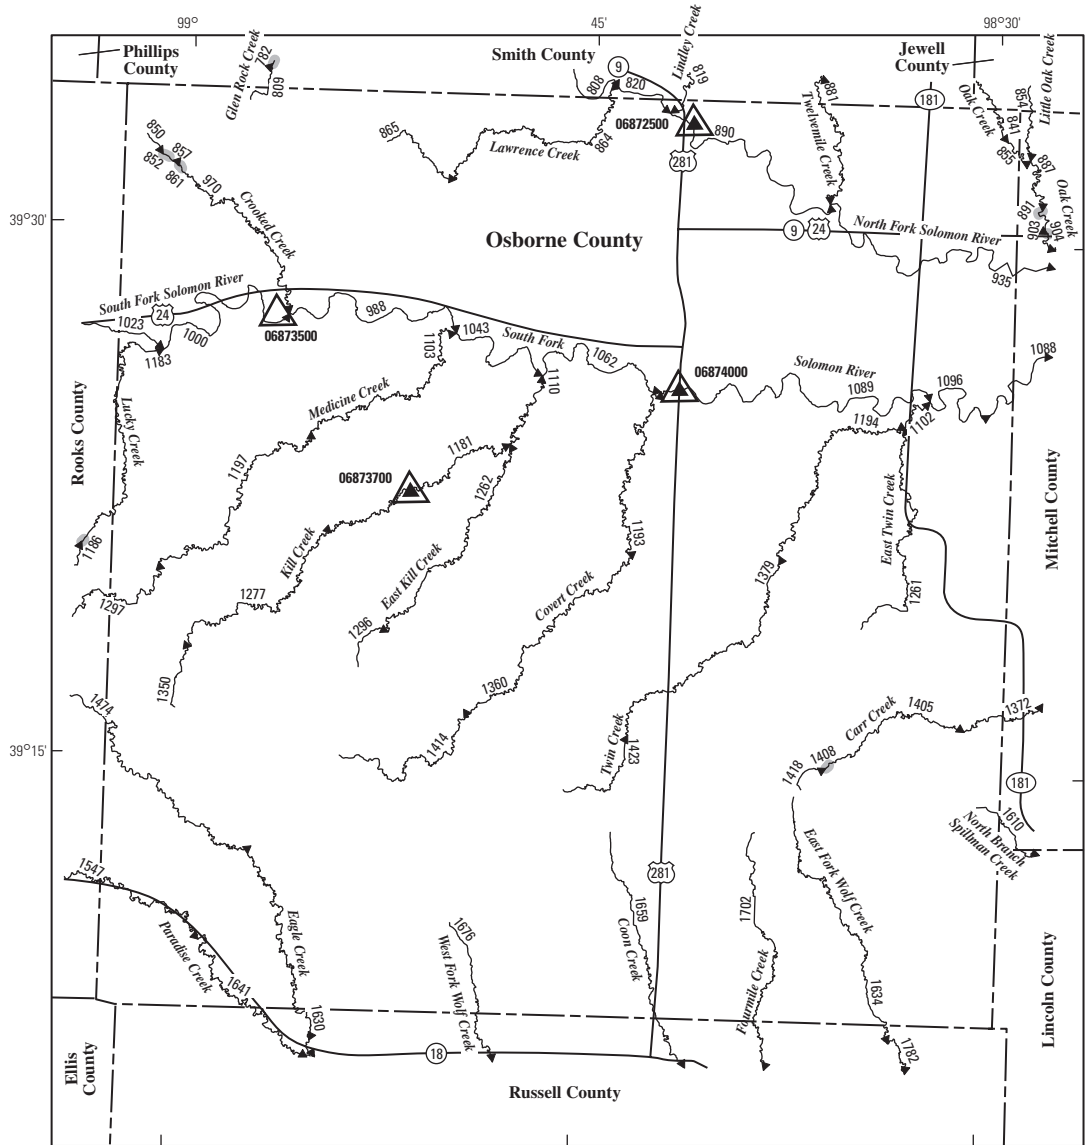 99°
45'
98°30'
Phillips
County
Smith County
Jewell
County
Glen Rock Creek
782
809
808
9
820
Lindley Creek
819
06872500
890
281
864
865
Lawrence Creek
881
Twelvemile Creek
181
Oak Creek
841
855
854
Little Oak Creek
887
891
903
904
Oak Creek
850
852
857
861
970
Crooked Creek
39°30'
Osborne County
9
24
North Fork Solomon River
935
South Fork Solomon River
24
1023
1000
1183
06873500
988
1103
1043
South Fork
1062
1110
06874000
Solomon River
1089
1096
1088
1102
1194
Rooks County
Lucky Creek
1186
1297
Medicine Creek
1197
1181
06873700
1262
Kill Creek
1277
1350
East Kill Creek
1296
1193
Covert Creek
1360
1414
1379
East Twin Creek
1261
Mitchell County
1474
39°15'
Twin Creek
1423
Carr Creek
1405
1372
1408
1418
181
1610
North Branch
Spillman Creek
1547
Paradise Creek
1641
Eagle Creek
1630
1676
West Fork Wolf Creek
281
1659
Coon Creek
1702
Fourmile Creek
East Fork Wolf Creek
1634
1782
Lincoln County
Ellis
County
18
Russell County